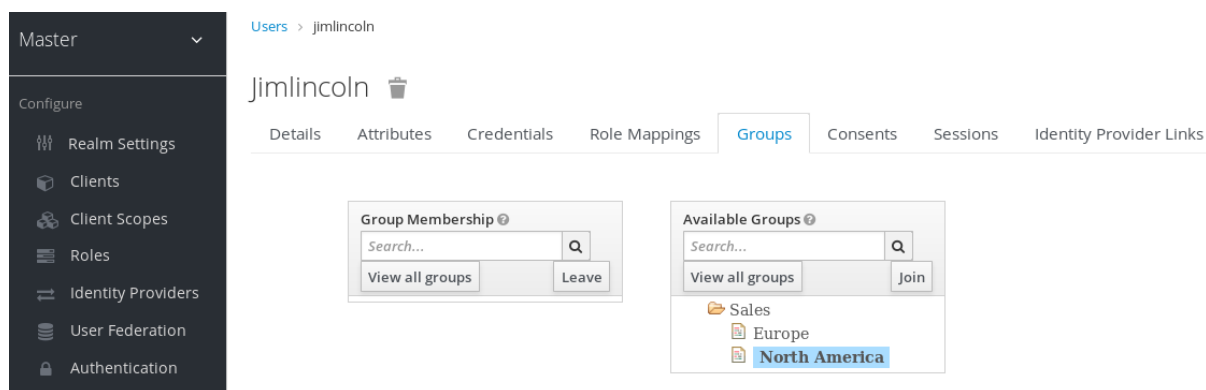 Master
Configure
Realm Settings
Clients
Client Scopes
Roles
Identity Providers
User Federation
Authentication
Users > jimlincoln
Jimlincoln
Details Attributes Credentials Role Mappings Groups Consents Sessions Identity Provider Links
Group Membership
Search...
View all groups Leave
Available Groups
Search...
View all groups Join
Sales
Europe
North America